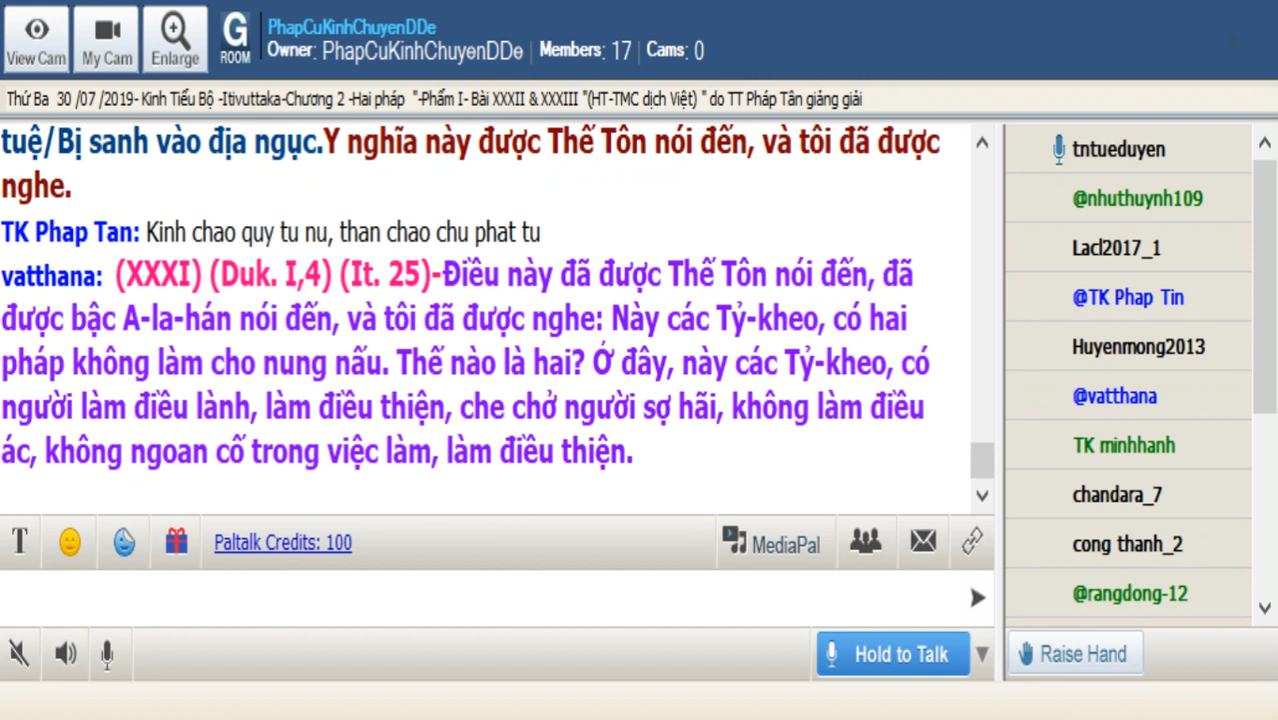 View Cam
My Cam
Enlarge
G
ROOM
PhapCuKinhChuyenDDe
Owner: PhapCuKinhChuyenDDe | Members: 17 | Cams: 0
Thứ Ba 30 /07 /2019- Kinh Tiểu Bộ -Itivuttaka-Chương 2 -Hai pháp "-Phẩm I- Bài XXXII & XXXIII "(HT-TMC dịch Việt) " do TT Pháp Tân giảng giải
tuệ/Bị sanh vào địa ngục.Y nghĩa này được Thế Tôn nói đến, và tôi đã được
nghe.
TK Phap Tan: Kinh chao quy tu nu, than chao chu phat tu
vatthana: (XXXI) (Duk. I,4) (It. 25)-Điều này đã được Thế Tôn nói đến, đã
được bậc A-la-hán nói đến, và tôi đã được nghe: Này các Tỷ-kheo, có hai
pháp không làm cho nung nấu. Thế nào là hai? Ớ đây, này các Tỷ-kheo, có
người làm điều lành, làm điều thiện, che chở người sợ hãi, không làm điều
ác, không ngoan cố trong việc làm, làm điều thiện.
T
Paltalk Credits: 100
MediaPal
Hold to Talk
tntueduyen
@nhuthuynh109
Lacl2017_1
@TK Phap Tin
Huyenmong2013
@vatthana
TK minhhanh
chandara_7
cong thanh_2
@rangdong-12
Raise Hand